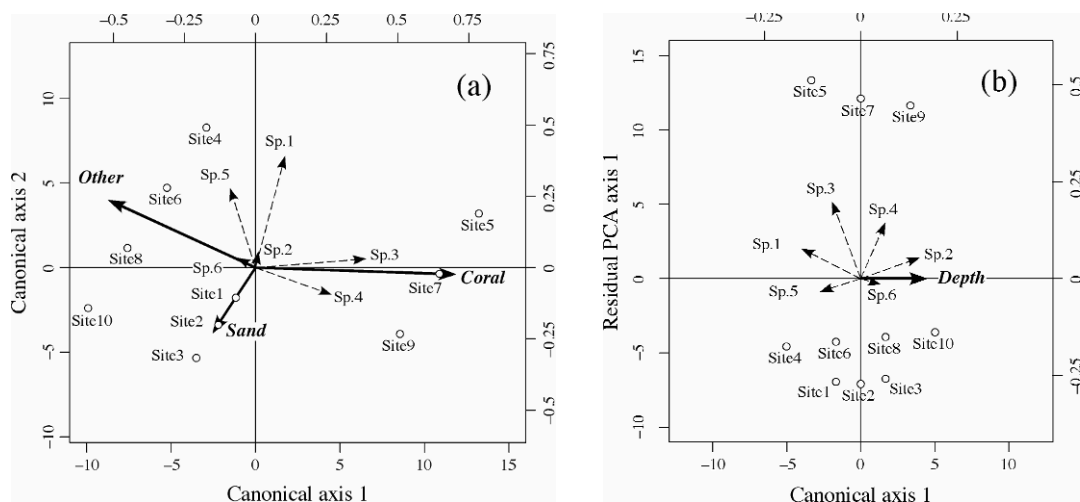 −0.5 −0.25 0 0.25 0.5 0.75
(a)
Canonical axis 2
10
5
0
−5
−10
0.75
0.5
0.25
0
−0.25
−0.5
Site4
Sp.1
Sp.5
Other
Site6
Site5
Site8
Sp.2
Sp.3
Sp.6
Coral
Site7
Sp.4
Site1
Site10
Site2
Sand
Site3
Site9
−10 −5 0 5 10 15
Canonical axis 1
−0.25 0 0.25
(b)
Residual PCA axis 1
15
10
5
0
−5
−10
0.5
0.25
0
−0.25
Site5
Site7
Site9
Sp.3
Sp.4
Sp.1
Sp.2
Depth
Sp.5
Sp.6
Site4
Site6
Site8
Site10
Site1
Site2
Site3
−10 −5 0 5 10
Canonical axis 1